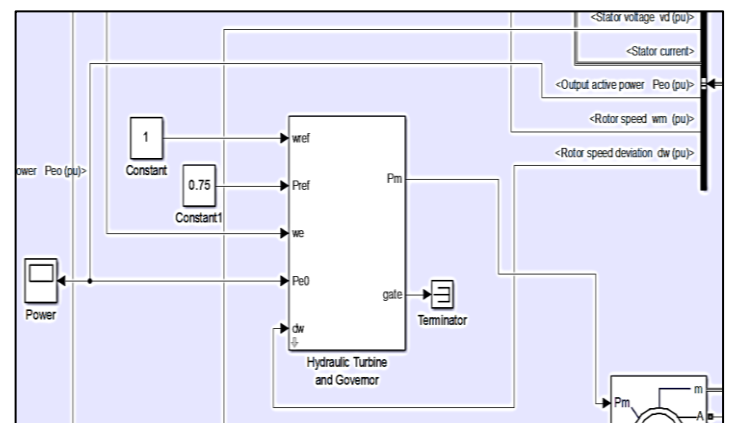 <Stator voltage vd (pu)>
<Stator current>
<Output active power Peo (pu)>
<Rotor speed wm (pu)>
<Rotor speed deviation dw (pu)>
1
Constant
ower Peo (pu)>
0.75
Constant1
wref
Pref
we
Pe0
dw
Pm
gate
Hydraulic Turbine
and Governor
Terminator
Power
Pm
m
A